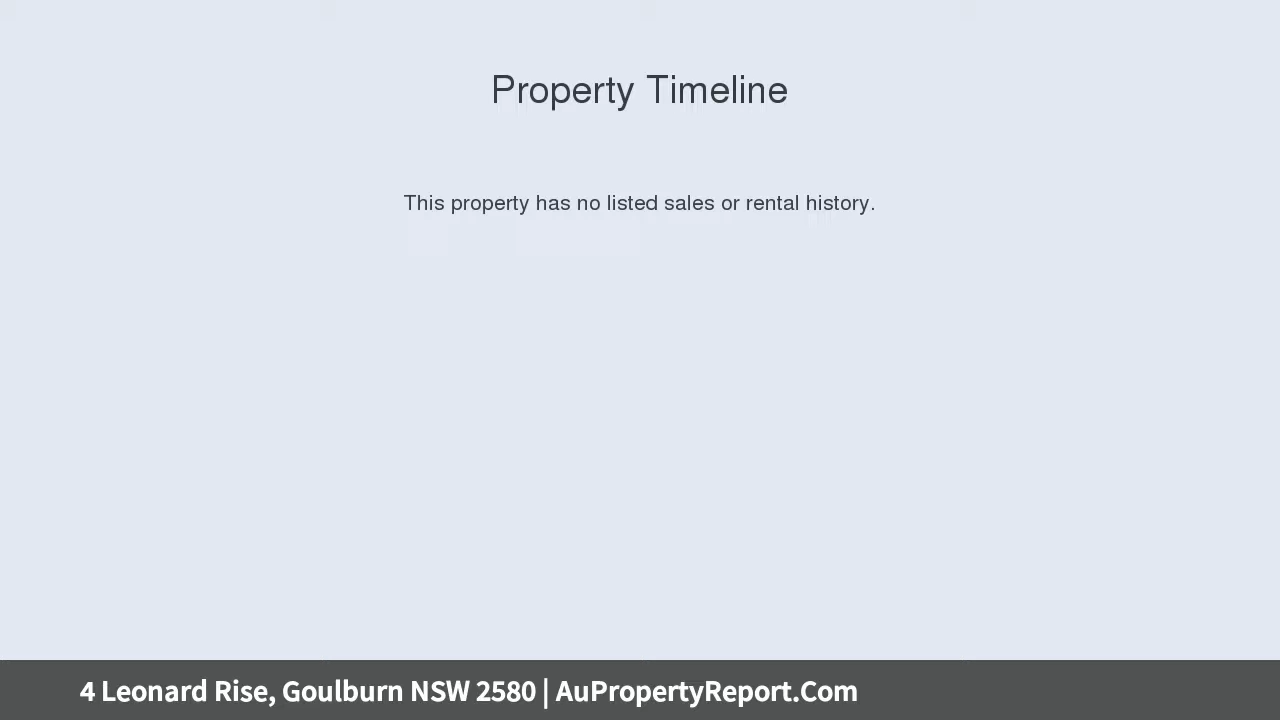 Property Timeline
This property has no listed sales or rental history.
4 Leonard Rise, Goulburn NSW 2580 | AuPropertyReport.Com